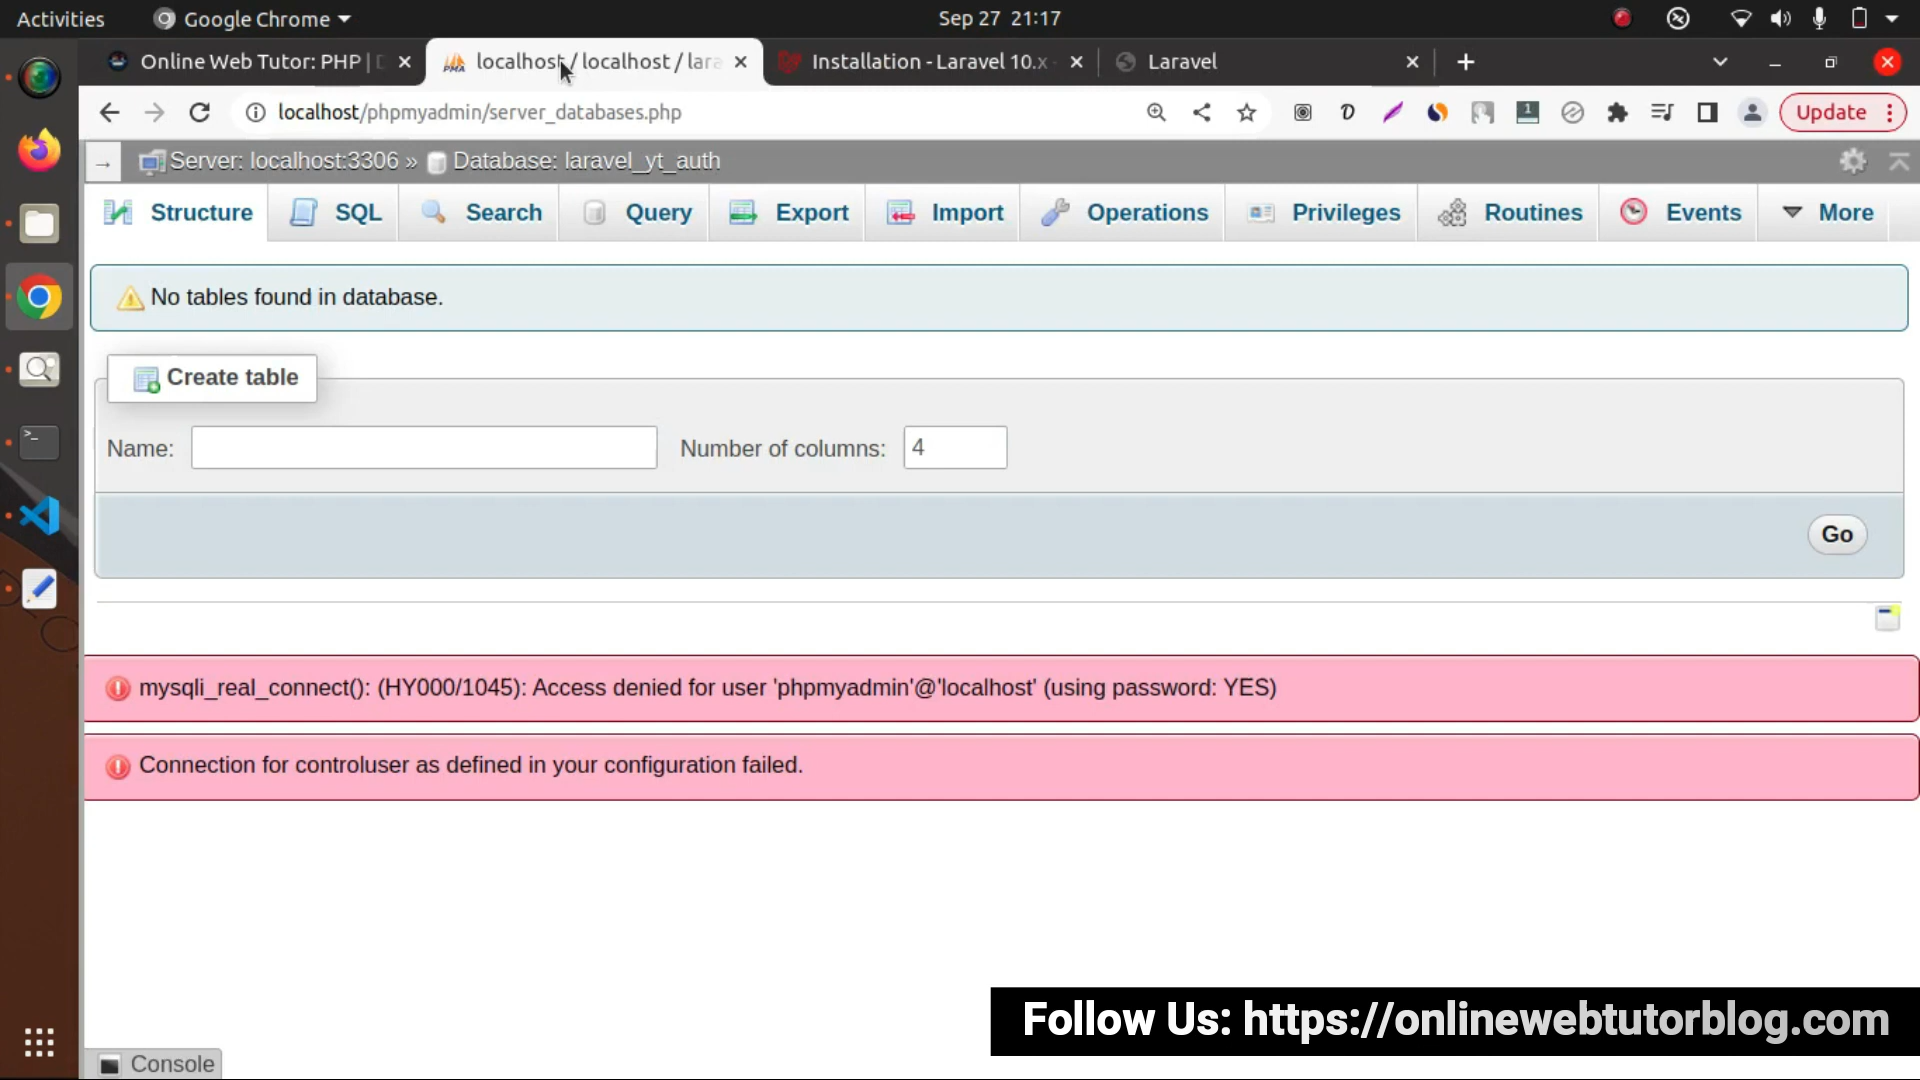 Activities
Google Chrome
Sep 27 21:17
Online Web Tutor: PHP |
localhost / localhost / lara
Installation - Laravel 10.x
Laravel
localhost/phpmyadmin/server_databases.php
Update
Server: localhost:3306 » Database: laravel_yt_auth
Structure
SQL
Search
Query
Export
Import
Operations
Privileges
Routines
Events
More
No tables found in database.
Create table
Name:
Number of columns:
4
Go
mysqli_real_connect(): (HY000/1045): Access denied for user 'phpmyadmin'@'localhost' (using password: YES)
Connection for controluser as defined in your configuration failed.
Follow Us: https://onlinewebtutorblog.com
Console